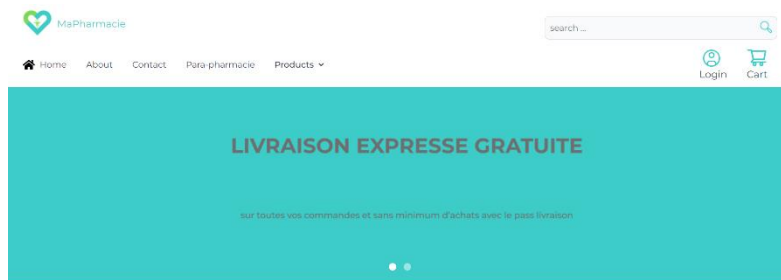 MaPharmacie
search ...
Home About Contact Para-pharmacie Products
Login Cart
LIVRAISON EXPRESSE GRATUITE
sur toutes vos commandes et sans minimum d'achats avec le pass livraison